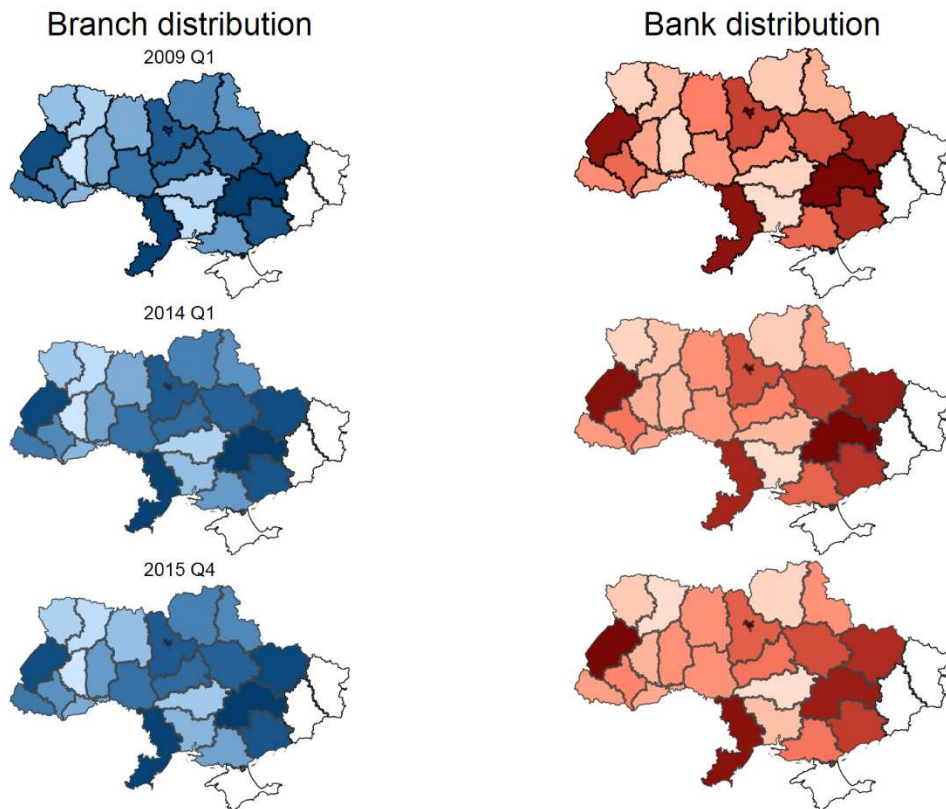 Branch distribution
Bank distribution
2009 Q1
2014 Q1
2015 Q4